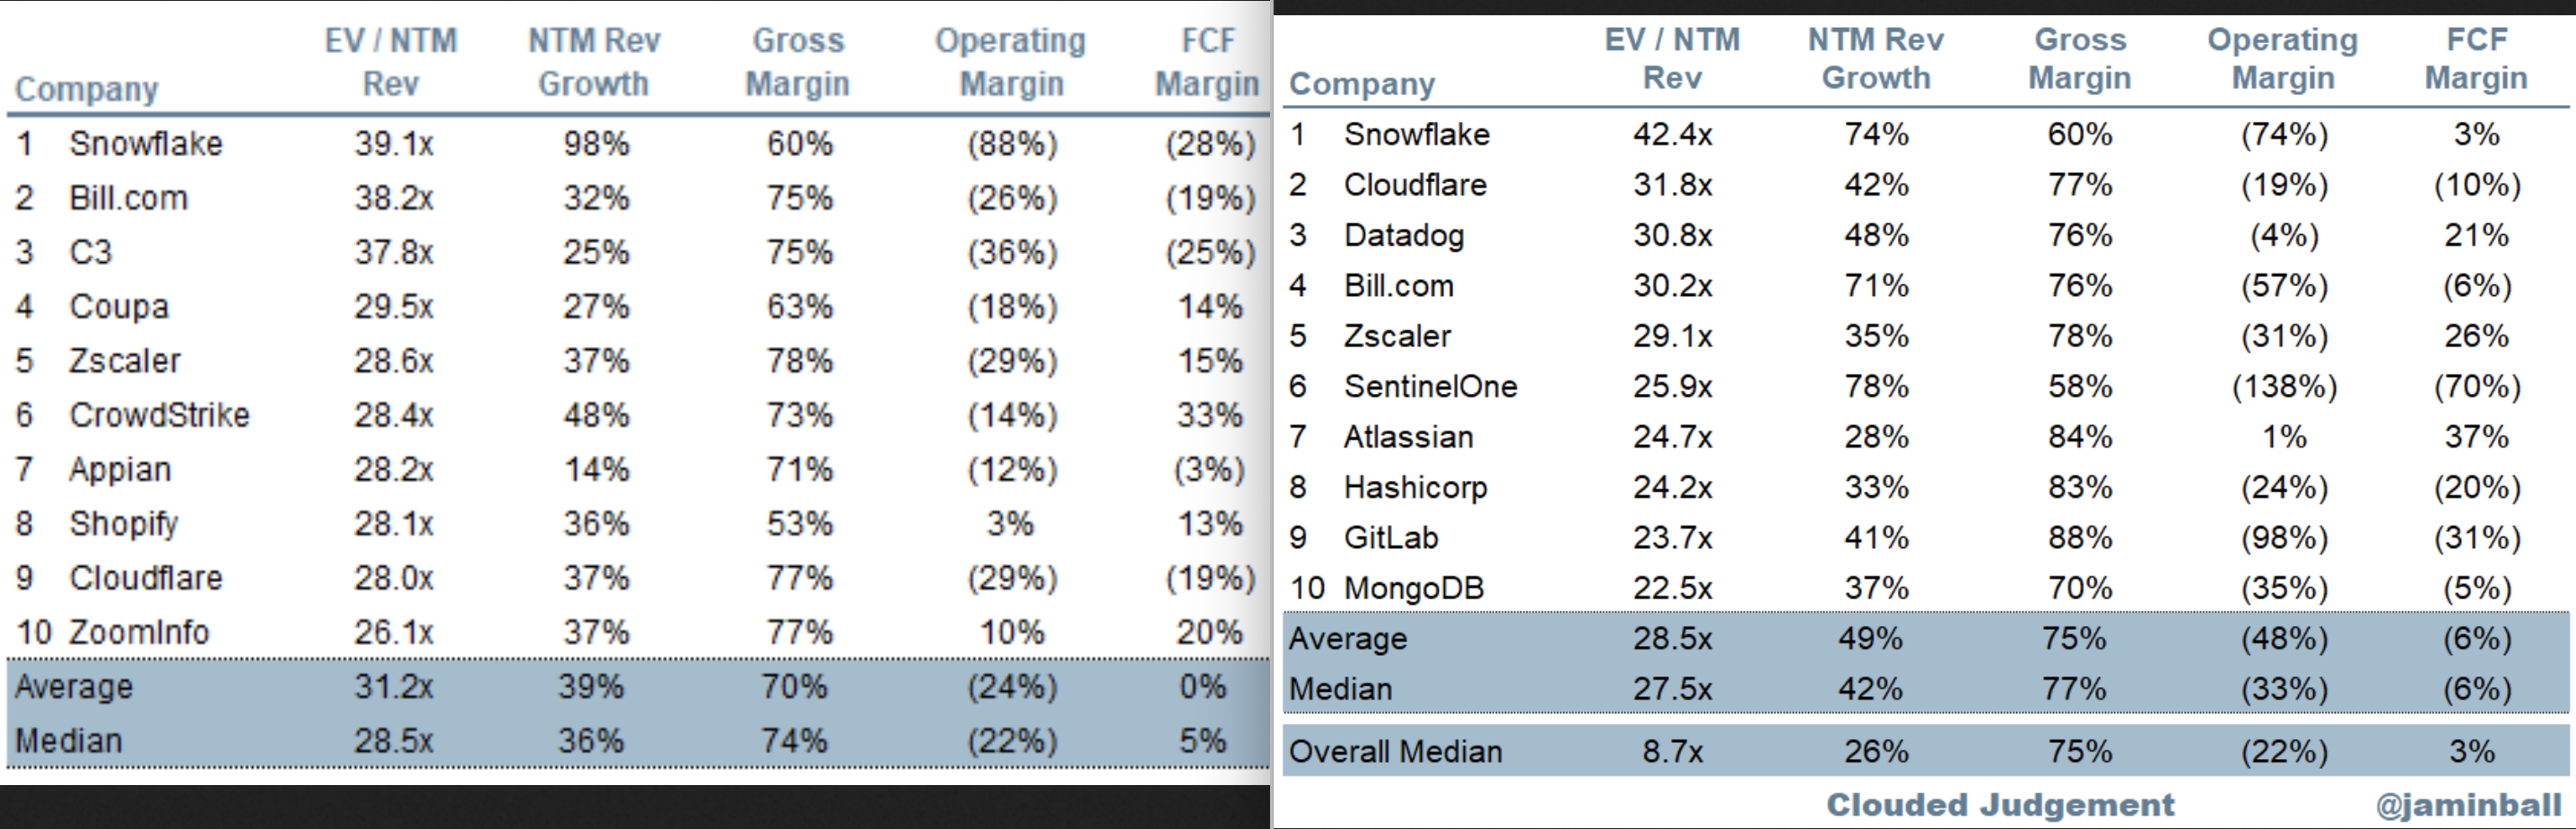 Company EV / NTM Rev NTM Rev Growth Gross Margin Operating Margin FCF Margin
1 Snowflake 39.1x 98% 60% (88%) (28%)
2 Bill.com 38.2x 32% 75% (26%) (19%)
3 C3 37.8x 25% 75% (36%) (25%)
4 Coupa 29.5x 27% 63% (18%) 14%
5 Zscaler 28.6x 37% 78% (29%) 15%
6 CrowdStrike 28.4x 48% 73% (14%) 33%
7 Appian 28.2x 14% 71% (12%) (3%)
8 Shopify 28.1x 36% 53% 3% 13%
9 Cloudflare 28.0x 37% 77% (29%) (19%)
10 ZoomInfo 26.1x 37% 77% 10% 20%
Average 31.2x 39% 70% (24%) 0%
Median 28.5x 36% 74% (22%) 5%
Company EV / NTM Rev NTM Rev Growth Gross Margin Operating Margin FCF Margin
1 Snowflake 42.4x 74% 60% (74%) 3%
2 Cloudflare 31.8x 42% 77% (19%) (10%)
3 Datadog 30.8x 48% 76% (4%) 21%
4 Bill.com 30.2x 71% 76% (57%) (6%)
5 Zscaler 29.1x 35% 78% (31%) 26%
6 SentinelOne 25.9x 78% 58% (138%) (70%)
7 Atlassian 24.7x 28% 84% 1% 37%
8 Hashicorp 24.2x 33% 83% (24%) (20%)
9 GitLab 23.7x 41% 88% (98%) (31%)
10 MongoDB 22.5x 37% 70% (35%) (5%)
Average 28.5x 49% 75% (48%) (6%)
Median 27.5x 42% 77% (33%) (6%)
Overall Median 8.7x 26% 75% (22%) 3%
Clouded Judgement @jaminball